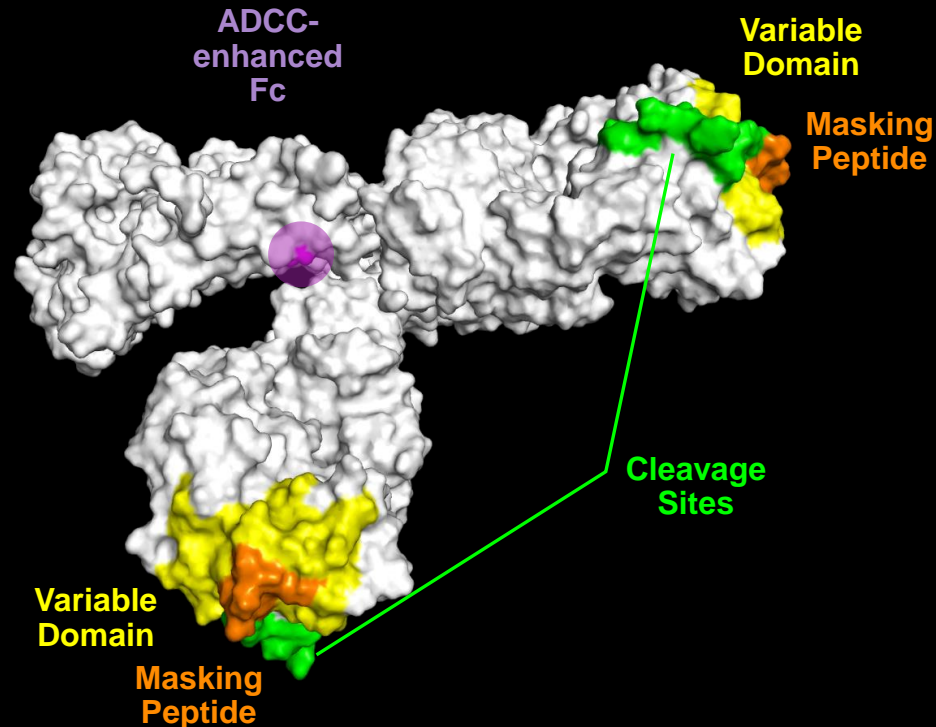 ADCC-
enhanced
Fc
Variable
Domain
Masking
Peptide
Cleavage
Sites
Variable
Domain
Masking
Peptide